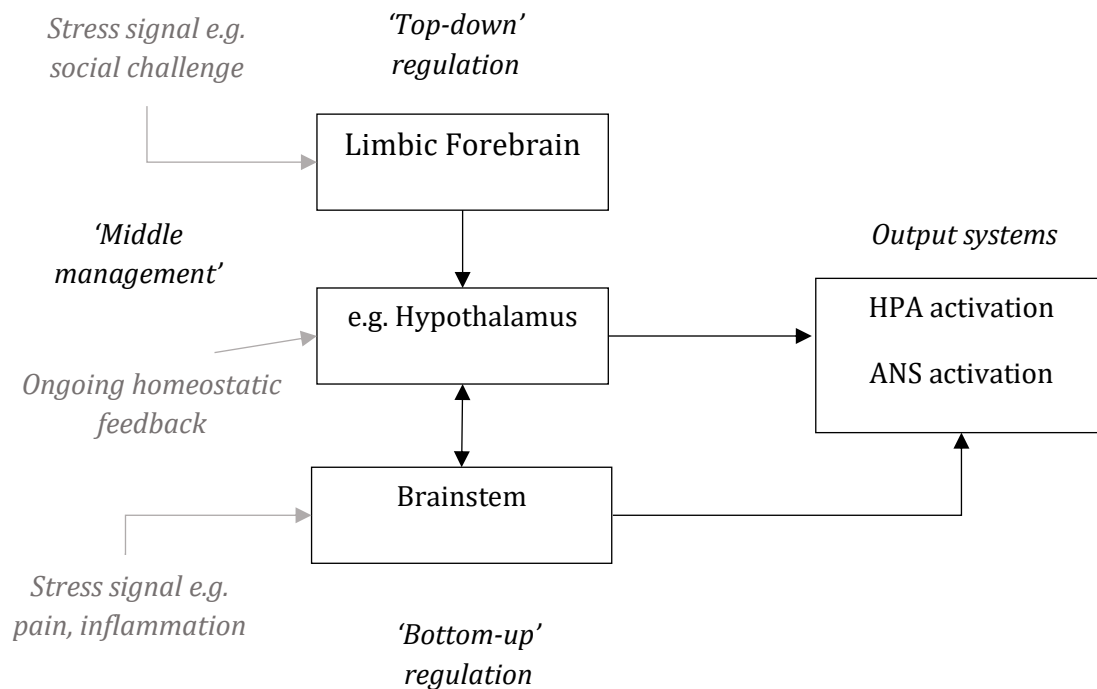 Stress signal e.g.
social challenge
‘Top-down’
regulation
Limbic Forebrain
‘Middle
management’
Output systems
e.g. Hypothalamus
HPA activation
ANS activation
Ongoing homeostatic
feedback
Brainstem
Stress signal e.g.
pain, inflammation
‘Bottom-up’
regulation